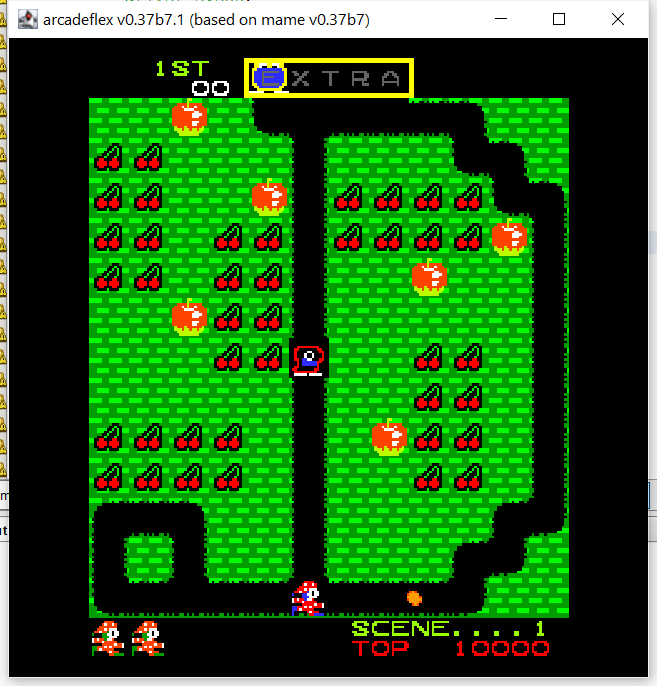 arcadeflex v0.37b7.1 (based on mame v0.37b7)
1ST
EXTRA
00
SCENE....1
TOP 10000